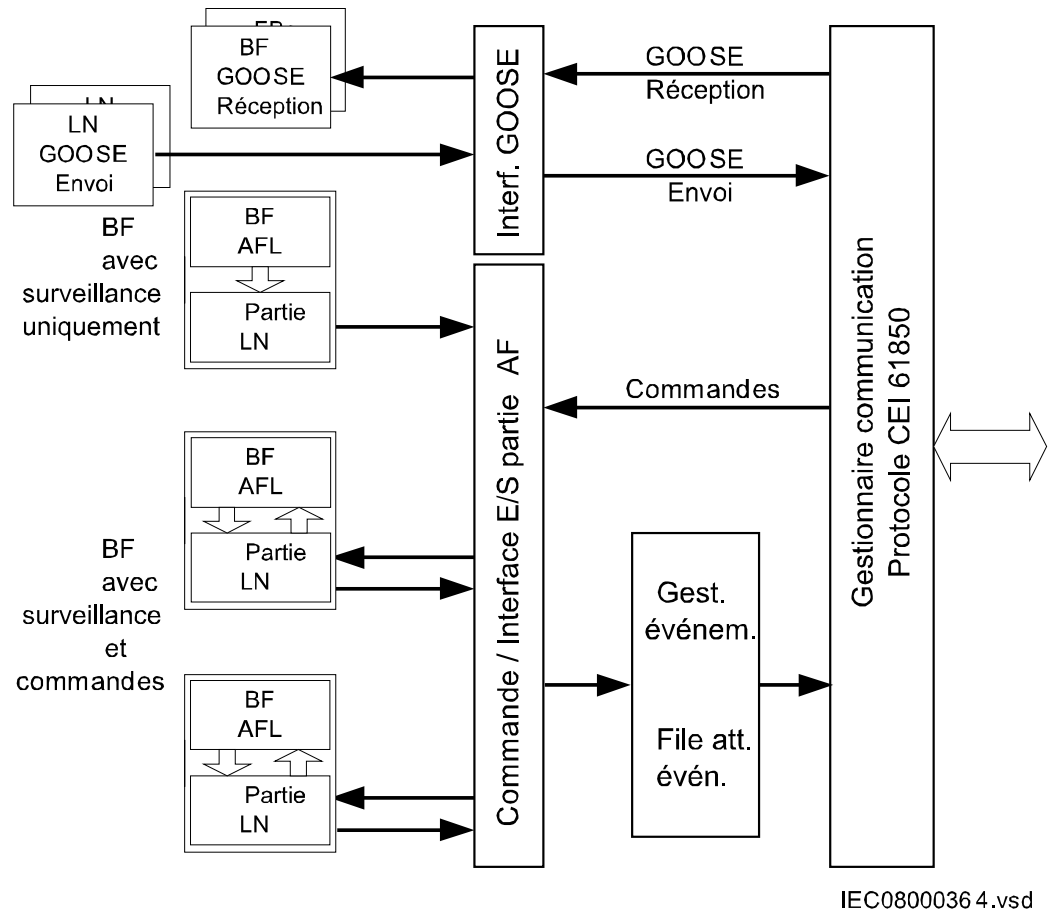 BF
GOOSE
Réception
LN
GOOSE
Envoi
Interf. GOOSE
GOOSE
Réception
GOOSE
Envoi
BF
avec
surveillance
uniquement
BF
AFL
Partie
LN
Commande / Interface E/S partie AF
Commandes
Gestionnaire communication
Protocole CEI 61850
BF
avec
surveillance
et
commandes
BF
AFL
Partie
LN
BF
AFL
Partie
LN
Gest.
événem.
File att.
évén.
IEC08000364.vsd